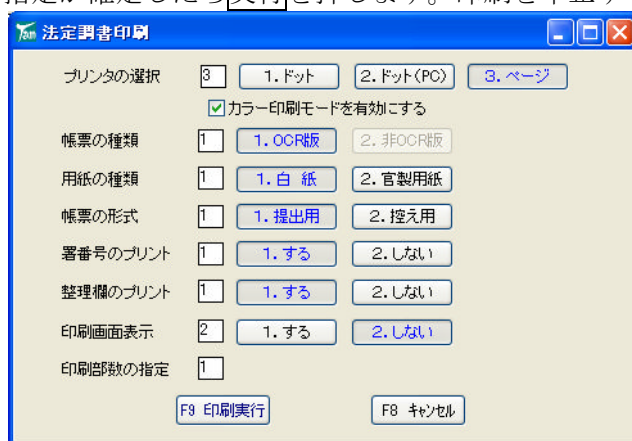 指定が確定したら実行を押します。印刷を中止す
Tam 法定調書印刷
プリンタの選択 3 1.ドット 2.ドット(PC) 3.ページ
カラー印刷モードを有効にする
帳票の種類 1 1.OCR版 2.非OCR版
用紙の種類 1 1.白 紙 2.官製用紙
帳票の形式 1 1.提出用 2.控え用
署番号のプリント 1 1.する 2.しない
整理欄のプリント 1 1.する 2.しない
印刷画面表示 2 1.する 2.しない
印刷部数の指定 1
F9 印刷実行 F8 キャンセル